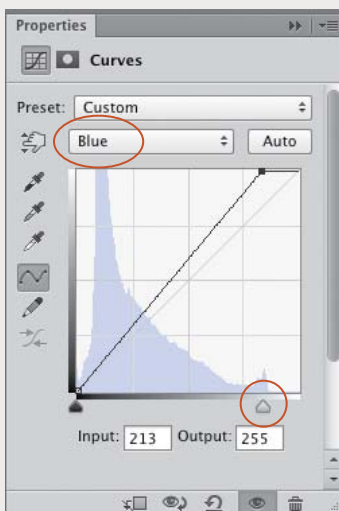 Properties
Curves
Preset: Custom
Blue Auto
Input: 213 Output: 255